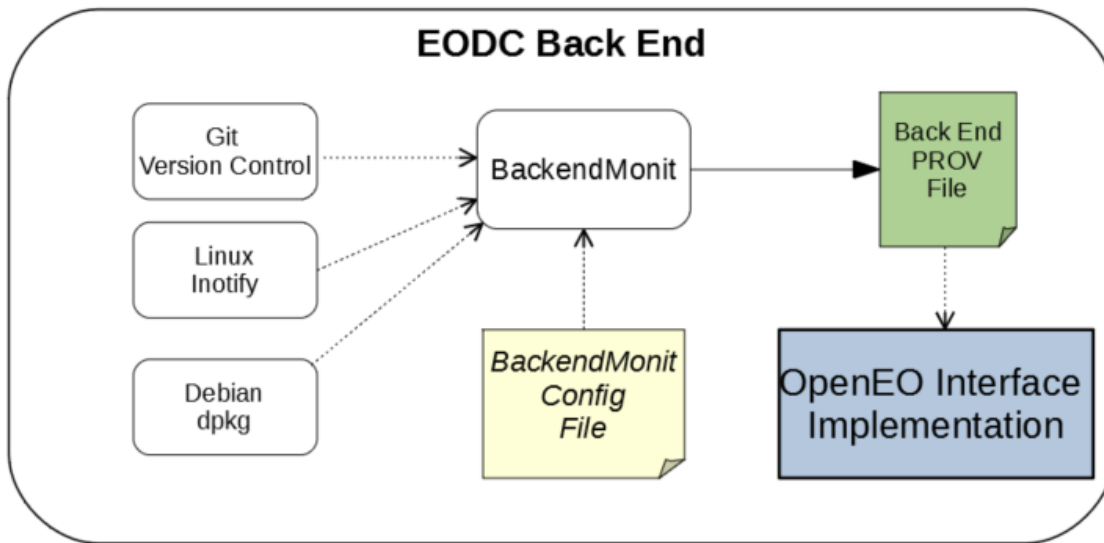 EODC Back End
Git
Version Control
BackendMonit
Back End
PROV
File
Linux
Inotify
Debian
dpkg
BackendMonit
Config
File
OpenEO Interface
Implementation